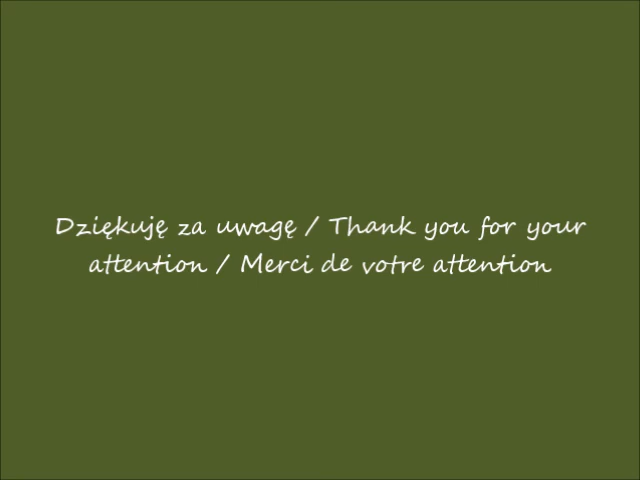 Dziękuję za uwagę / Thank you for your
attention / Merci de votre attention